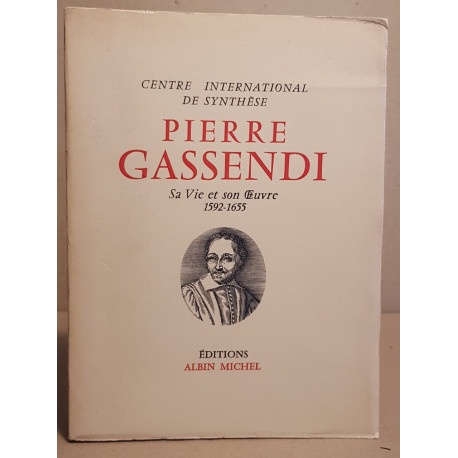 CENTRE INTERNATIONAL
DE SYNTHÈSE
PIERRE
GASSENDI
Sa Vie et son Œuvre
1592-1655
ÉDITIONS
ALBIN MICHEL